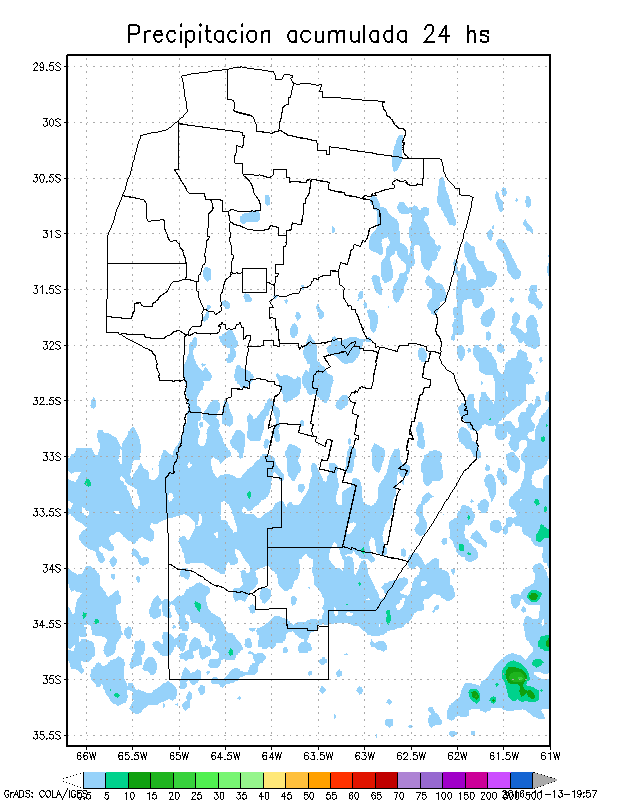 Precipitacion acumulada 24 hs
29.5S
30S
30.5S
31S
31.5S
32S
32.5S
33S
33.5S
34S
34.5S
35S
35.5S
66W 65.5W 65W 64.5W 64W 63.5W 63W 62.5W 62W 61.5W 61W
5 10 15 20 25 30 35 40 45 50 55 60 65 70 75 100 150 200
GrADS: COLA/IGES
-13-19:57